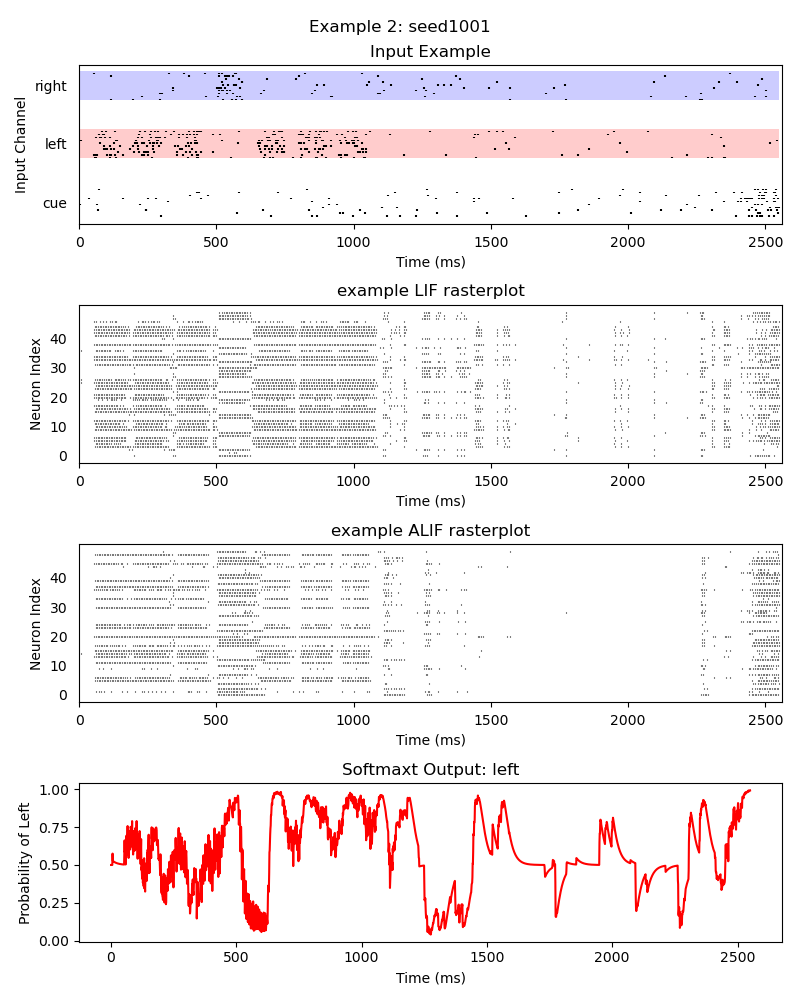 Example 2: seed1001
Input Example
Input Channel
right
left
cue
0 500 1000 1500 2000 2500
Time (ms)
example LIF rasterplot
Neuron Index
40
30
20
10
0
0 500 1000 1500 2000 2500
Time (ms)
example ALIF rasterplot
Neuron Index
40
30
20
10
0
0 500 1000 1500 2000 2500
Time (ms)
Softmaxt Output: left
Probability of Left
1.00
0.75
0.50
0.25
0.00
0 500 1000 1500 2000 2500
Time (ms)